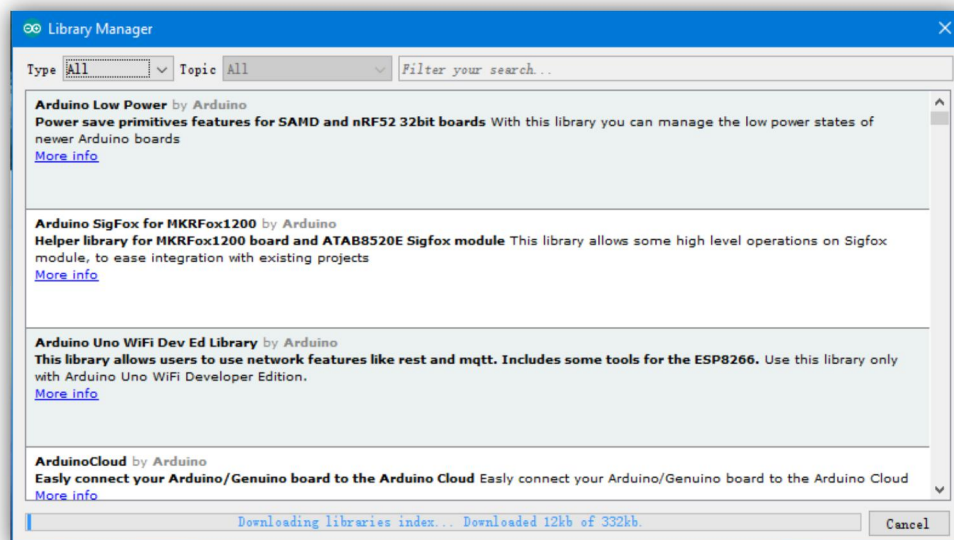 Library Manager
Type All Topic All Filter your search...
Arduino Low Power by Arduino
Power save primitives features for SAMD and nRF52 32bit boards With this library you can manage the low power states of
newer Arduino boards
More info
Arduino SigFox for MKRFox1200 by Arduino
Helper library for MKRFox1200 board and ATAB8520E Sigfox module This library allows some high level operations on Sigfox
module, to ease integration with existing projects
More info
Arduino Uno WiFi Dev Ed Library by Arduino
This library allows users to use network features like rest and mqtt. Includes some tools for the ESP8266. Use this library only
with Arduino Uno WiFi Developer Edition.
More info
ArduinoCloud by Arduino
Easly connect your Arduino/Genuino board to the Arduino Cloud Easly connect your Arduino/Genuino board to the Arduino Cloud
More info
Downloading libraries index... Downloaded 12kb of 332kb.
Cancel